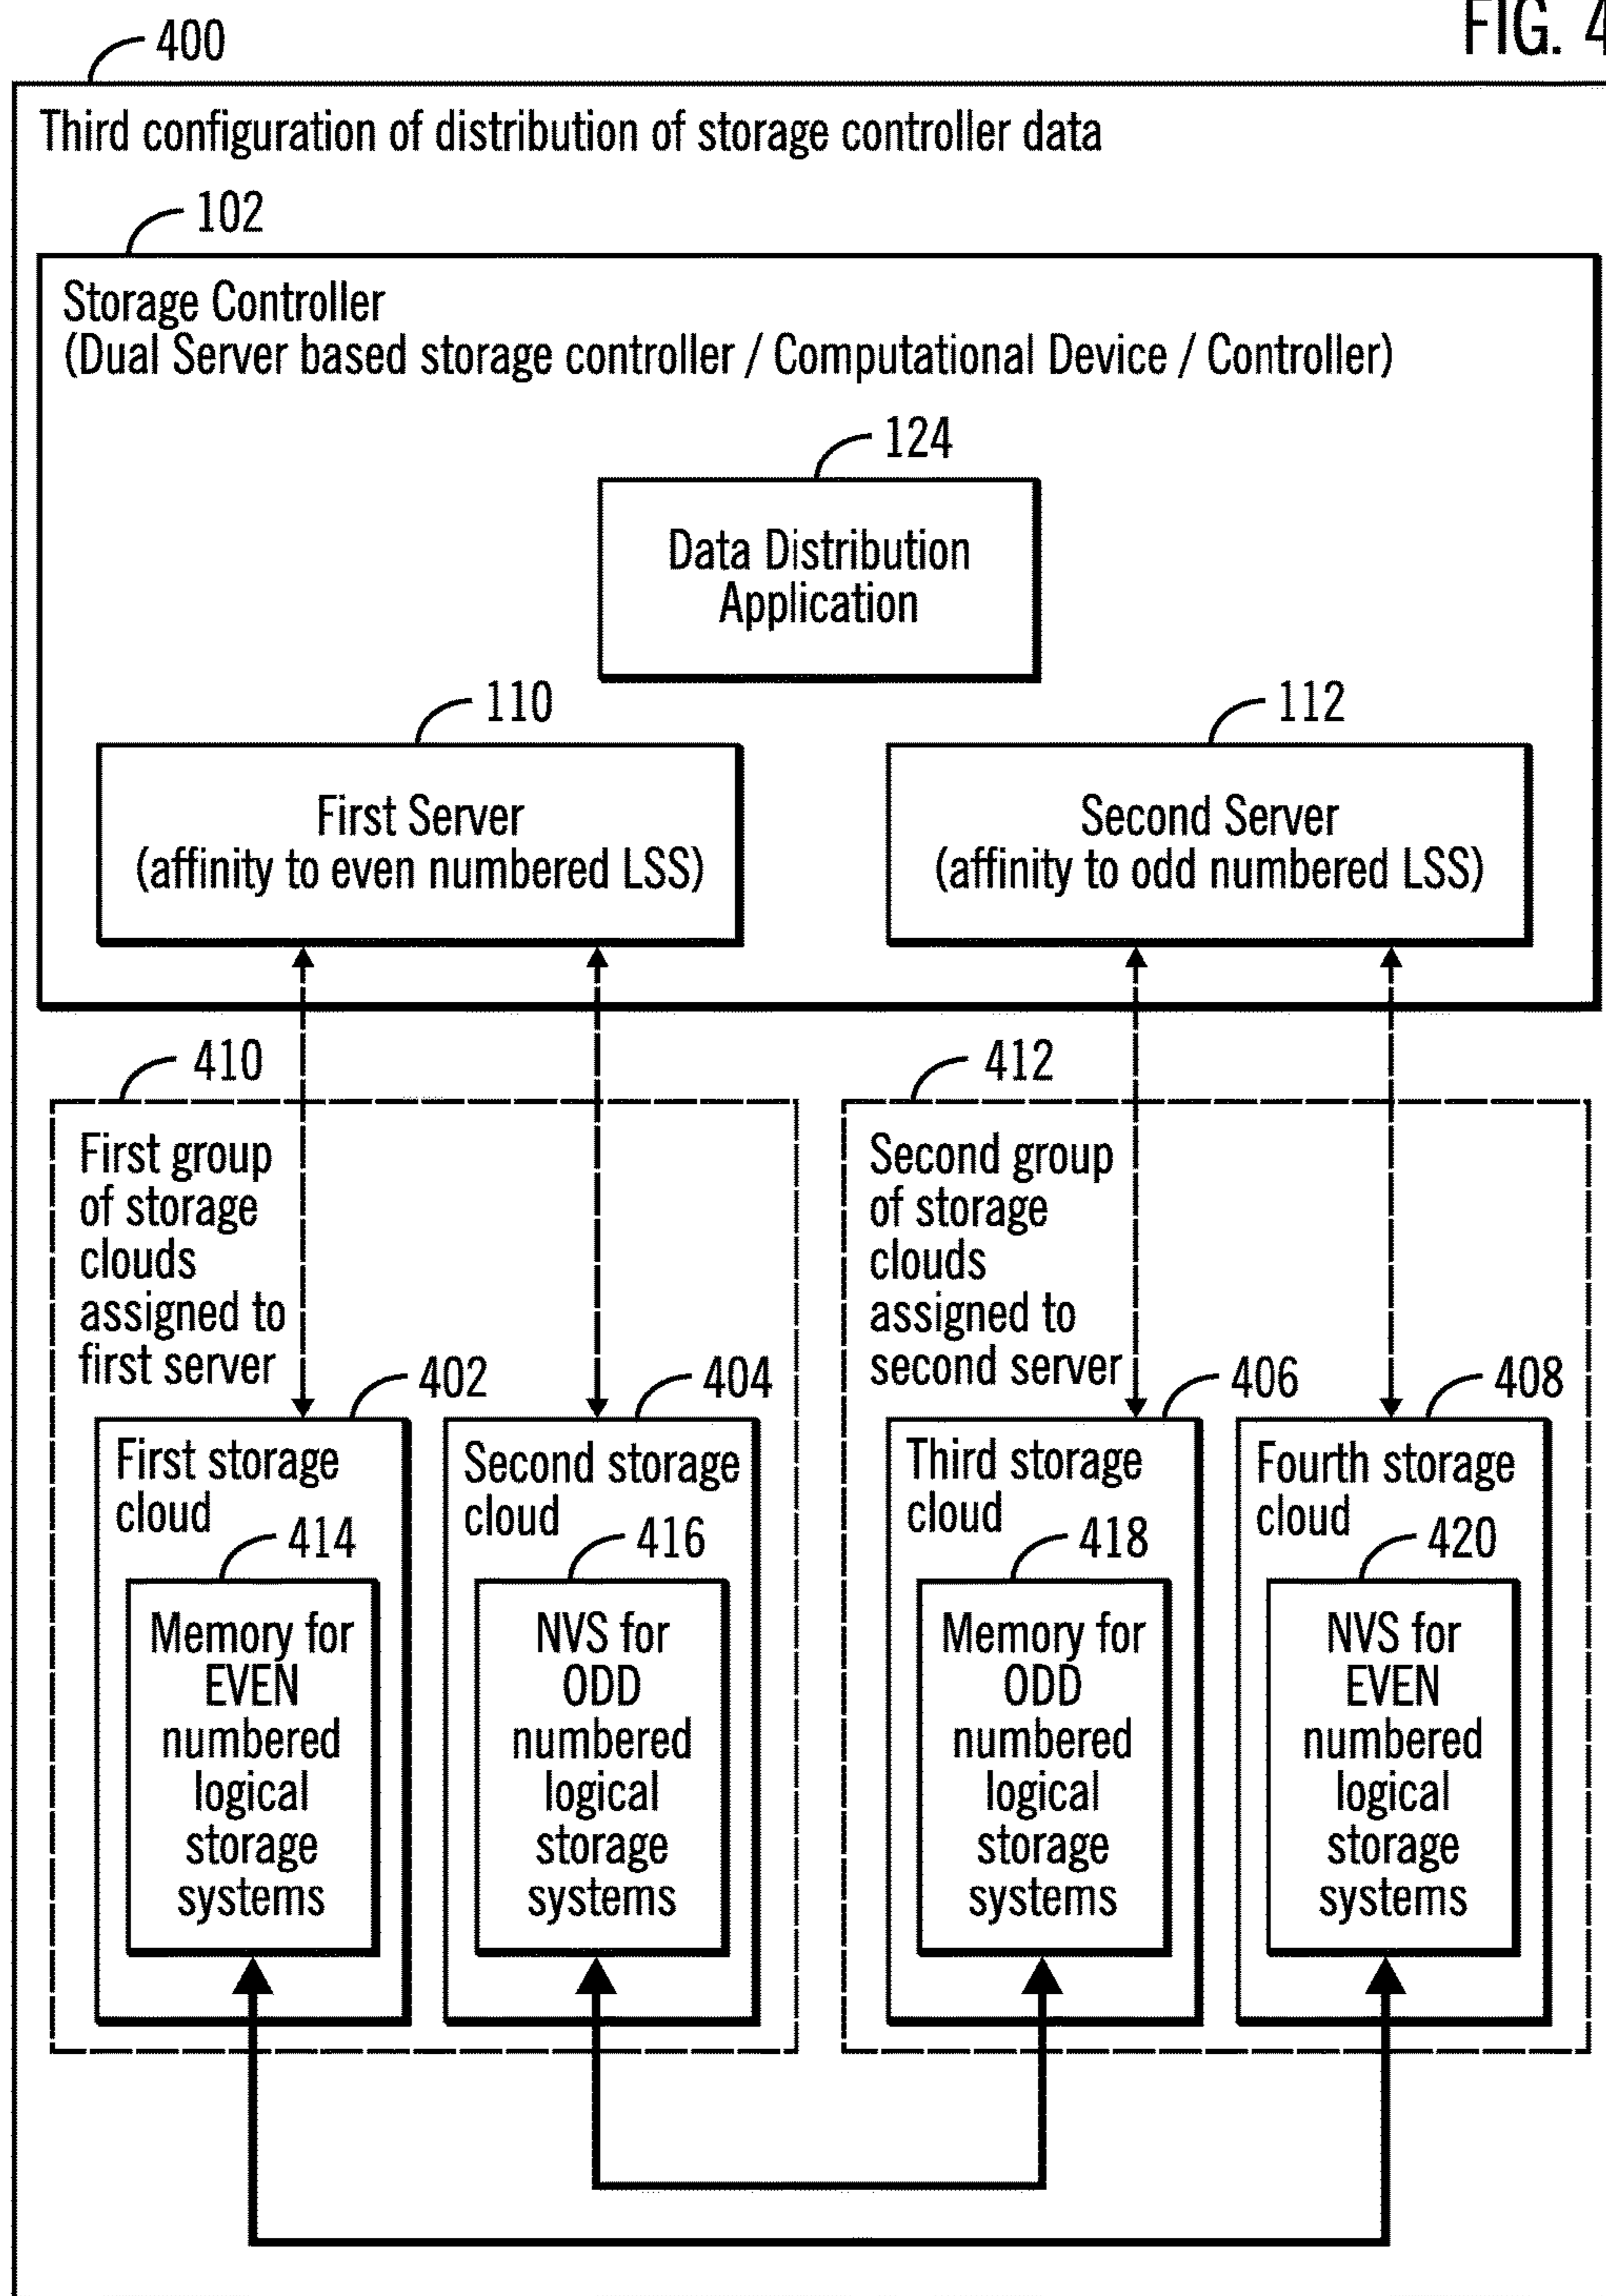 FIG. 4
400
Third configuration of distribution of storage controller data
102
Storage Controller
(Dual Server based storage controller / Computational Device / Controller)
124
Data Distribution
Application
110
112
First Server
(affinity to even numbered LSS)
Second Server
(affinity to odd numbered LSS)
410
412
First group
of storage
clouds
assigned to
first server
Second group
of storage
clouds
assigned to
second server
402
404
406
408
First storage
cloud
414
Memory for
EVEN
numbered
logical
storage
systems
Second storage
cloud
416
NVS for
ODD
numbered
logical
storage
systems
Third storage
cloud
418
Memory for
ODD
numbered
logical
storage
systems
Fourth storage
cloud
420
NVS for
EVEN
numbered
logical
storage
systems